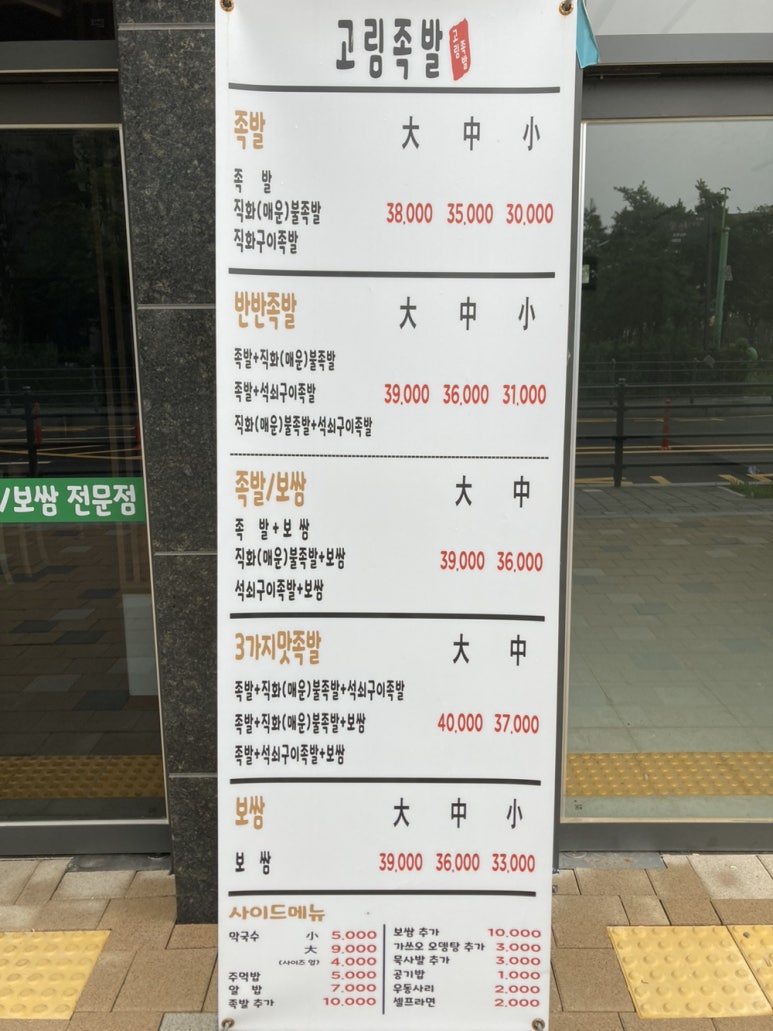 고림족발
족발 大 中 小
족 발
직화(매운)불족발 38,000 35,000 30,000
직화구이족발
반반족발 大 中 小
족발+직화(매운)불족발
족발+석쇠구이족발 39,000 36,000 31,000
직화(매운)불족발+석쇠구이족발
족발/보쌈 大 中
족 발+보 쌈
직화(매운)불족발+보쌈 39,000 36,000
석쇠구이족발+보쌈
/보쌈 전문점
3가지맛족발 大 中
족발+직화(매운)불족발+석쇠구이족발
족발+직화(매운)불족발+보쌈 40,000 37,000
족발+석쇠구이족발+보쌈
보쌈 大 中 小
보 쌈 39,000 36,000 33,000
사이드메뉴
막국수 小 5,000
大 9,000
(사이즈 업) 4,000
주먹밥 5,000
알 밥 7,000
족발 추가 10,000
보쌈 추가 10,000
가쓰오 오뎅탕 추가 3,000
묵사발 추가 3,000
공기밥 1,000
우동사리 2,000
셀프라면 2,000